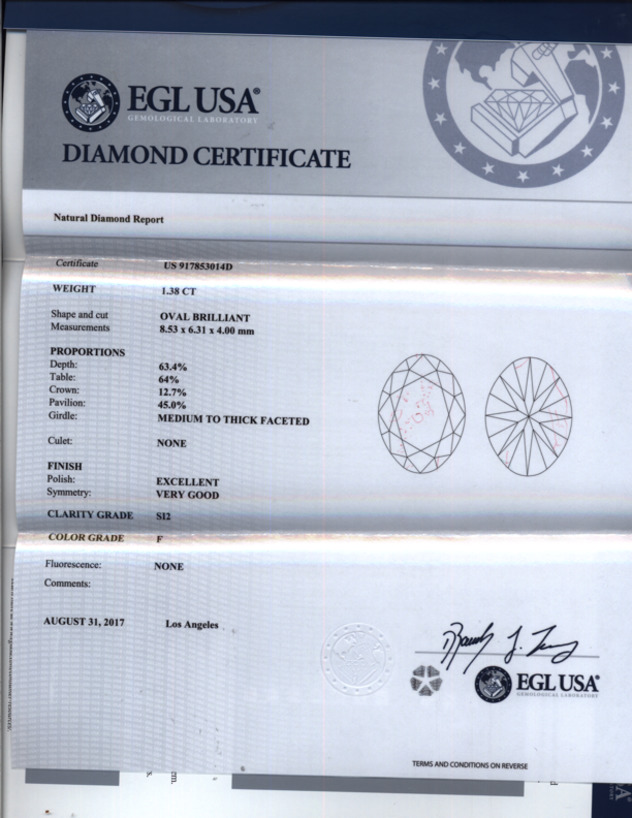 EGL USA®
GEMOLOGICAL LABORATORY
DIAMOND CERTIFICATE
Natural Diamond Report
Certificate US 917853014D
WEIGHT 1.38 CT
Shape and cut OVAL BRILLIANT
Measurements 8.53 x 6.31 x 4.00 mm
PROPORTIONS
Depth: 63.4%
Table: 64%
Crown: 12.7%
Pavilion: 45.0%
Girdle: MEDIUM TO THICK FACETED
Culet: NONE
FINISH
Polish: EXCELLENT
Symmetry: VERY GOOD
CLARITY GRADE SI2
COLOR GRADE F
Fluorescence: NONE
Comments:
AUGUST 31, 2017 Los Angeles
EGL USA®
GEMOLOGICAL LABORATORY
TERMS AND CONDITIONS ON REVERSE